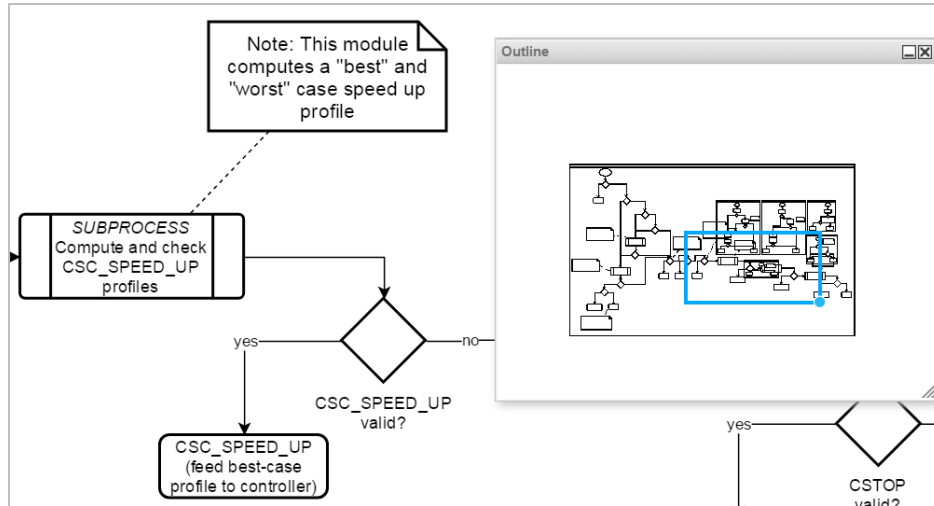 Note: This module
computes a "best" and
"worst" case speed up
profile
Outline
SUBPROCESS
Compute and check
CSC_SPEED_UP
profiles
yes
no
CSC_SPEED_UP
valid?
CSC_SPEED_UP
(feed best-case
profile to controller)
yes
CSTOP
valid?